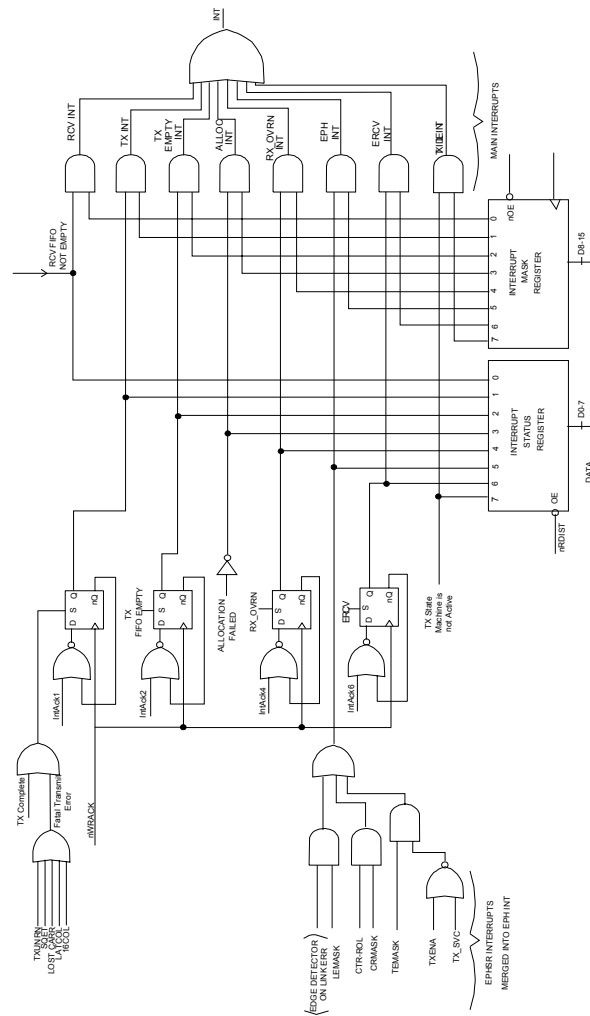 INT
RCV INT
TX INT
TX
EMPTY
INT
ALLOC
INT
RX_OVRN
INT
EPH
INT
ERCV
INT
MAIN INTERRUPTS
RCV FIFO
NOT EMPTY
0
1
2
3
4
5
6
7
nOE
INTERRUPT
MASK
REGISTER
D8-15
0
1
2
3
4
5
6
7
INTERRUPT
STATUS
REGISTER
OE
D0-7
DATA
nRDIST
D S Q
nQ
IntAck1
D S Q
nQ
TX
FIFO EMPTY
IntAck2
ALLOCATION
FAILED
D S Q
nQ
RX_OVRN
IntAck4
D S Q
nQ
ERCV
IntAck6
TX State
Machine is
not Active
TX Complete
Fatal Transmit
Error
TXUNRN
SQET
LOST_CARR
LATCOL
16COL
nWRACK
EDGE DETECTOR
ON LINK ERR
LEMASK
CTR-ROL
CRMASK
TEMASK
TXENA
TX_SVC
EPHSR INTERRUPTS
MERGED INTO EPH INT